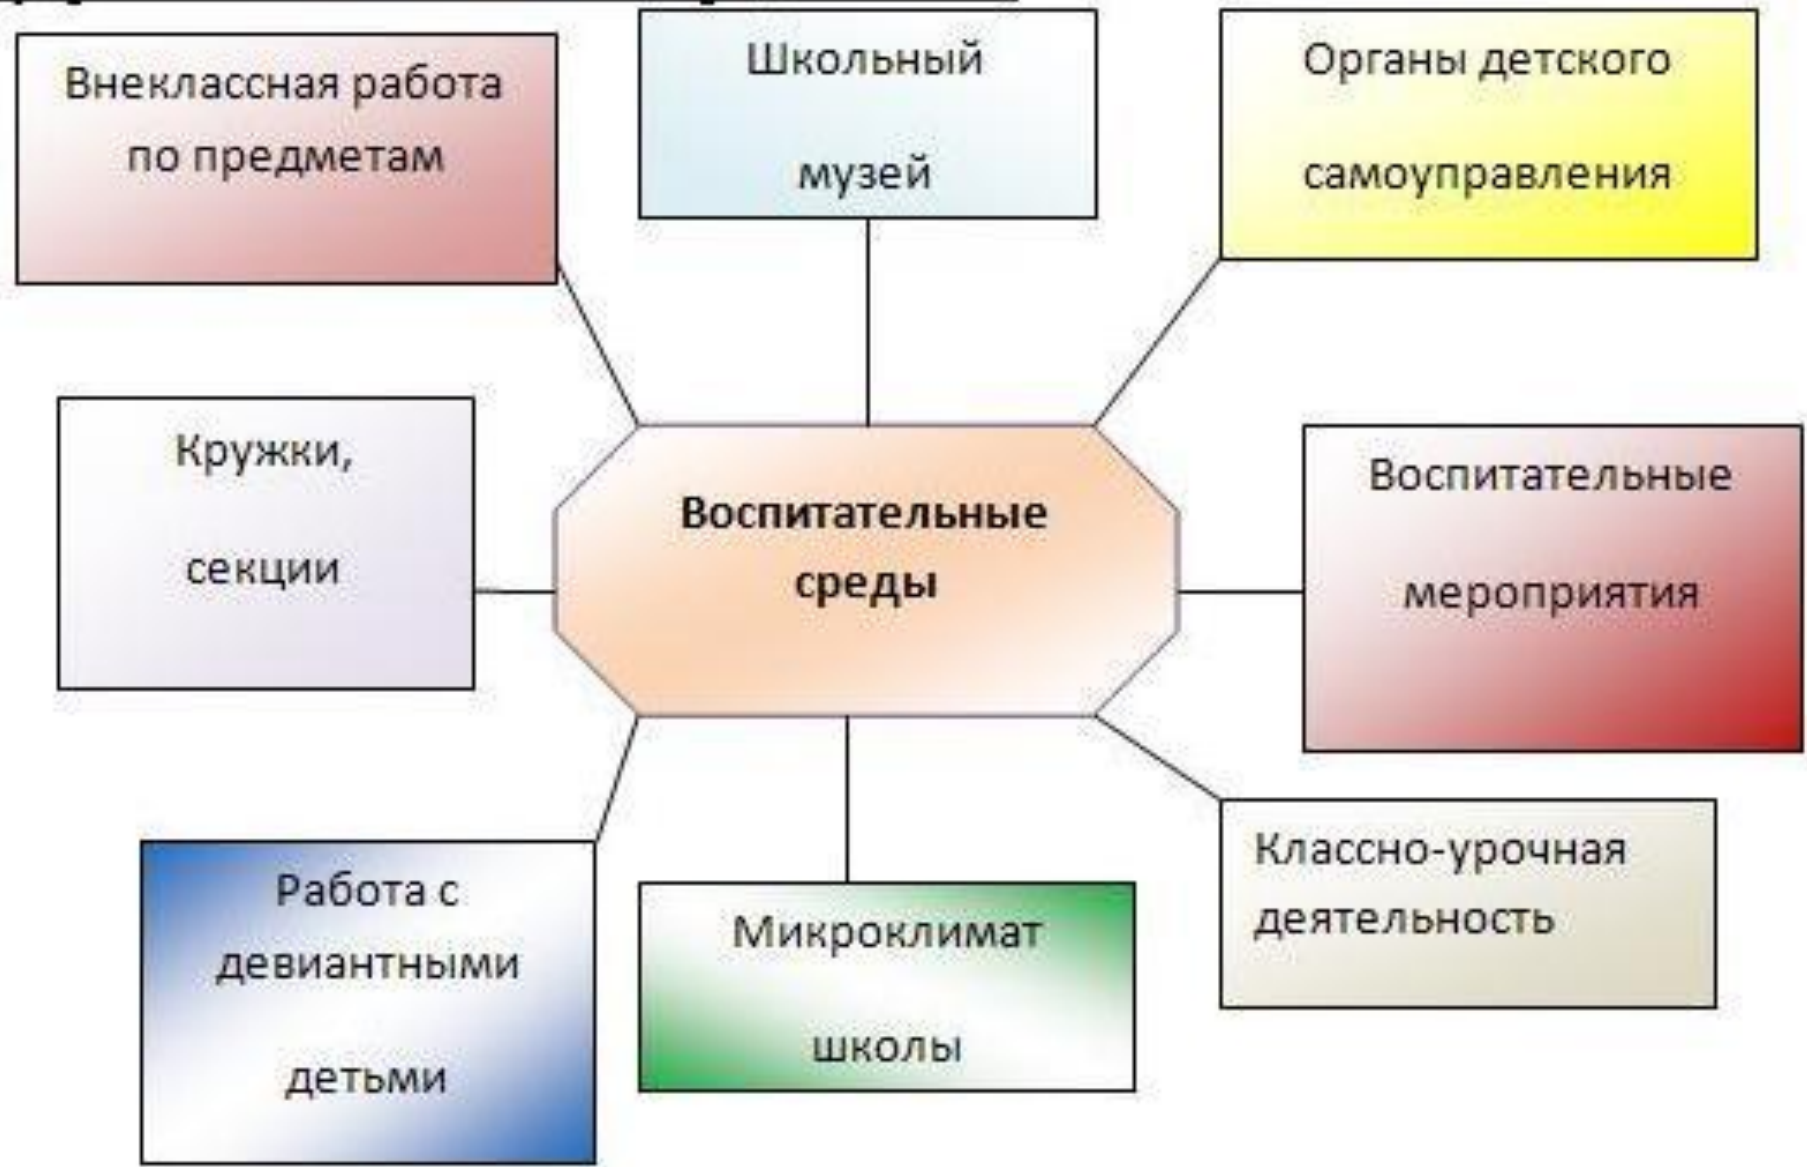 Внеклассная работа
по предметам
Школьный
музей
Органы детского
самоуправления
Кружки,
секции
Воспитательные
среды
Воспитательные
мероприятия
Работа с
девиантными
детьми
Микроклимат
школы
Классно-урочная
деятельность